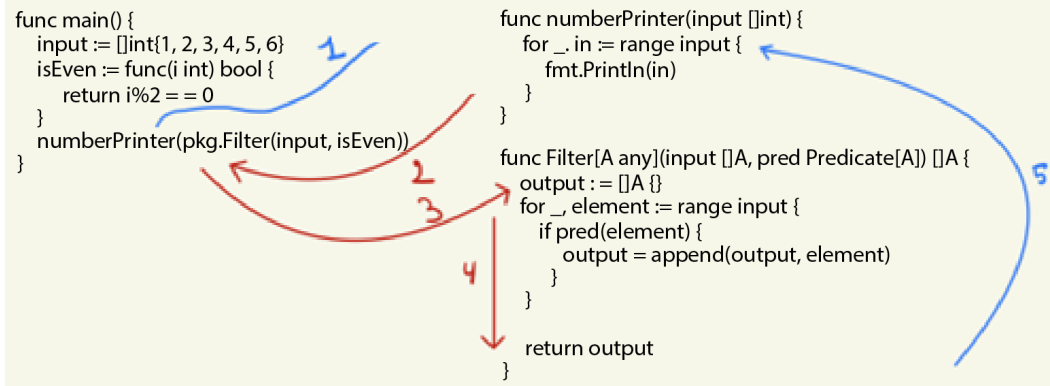 func main() {
input := []int{1, 2, 3, 4, 5, 6}
isEven := func(i int) bool {
return i%2 = = 0
}
numberPrinter(pkg.Filter(input, isEven))
}
1
2
3
func numberPrinter(input []int) {
for _. in := range input {
fmt.Println(in)
}
}
func Filter[A any](input []A, pred Predicate[A]) []A {
output : = []A {}
for _, element := range input {
if pred(element) {
output = append(output, element)
}
}
return output
}
4
5